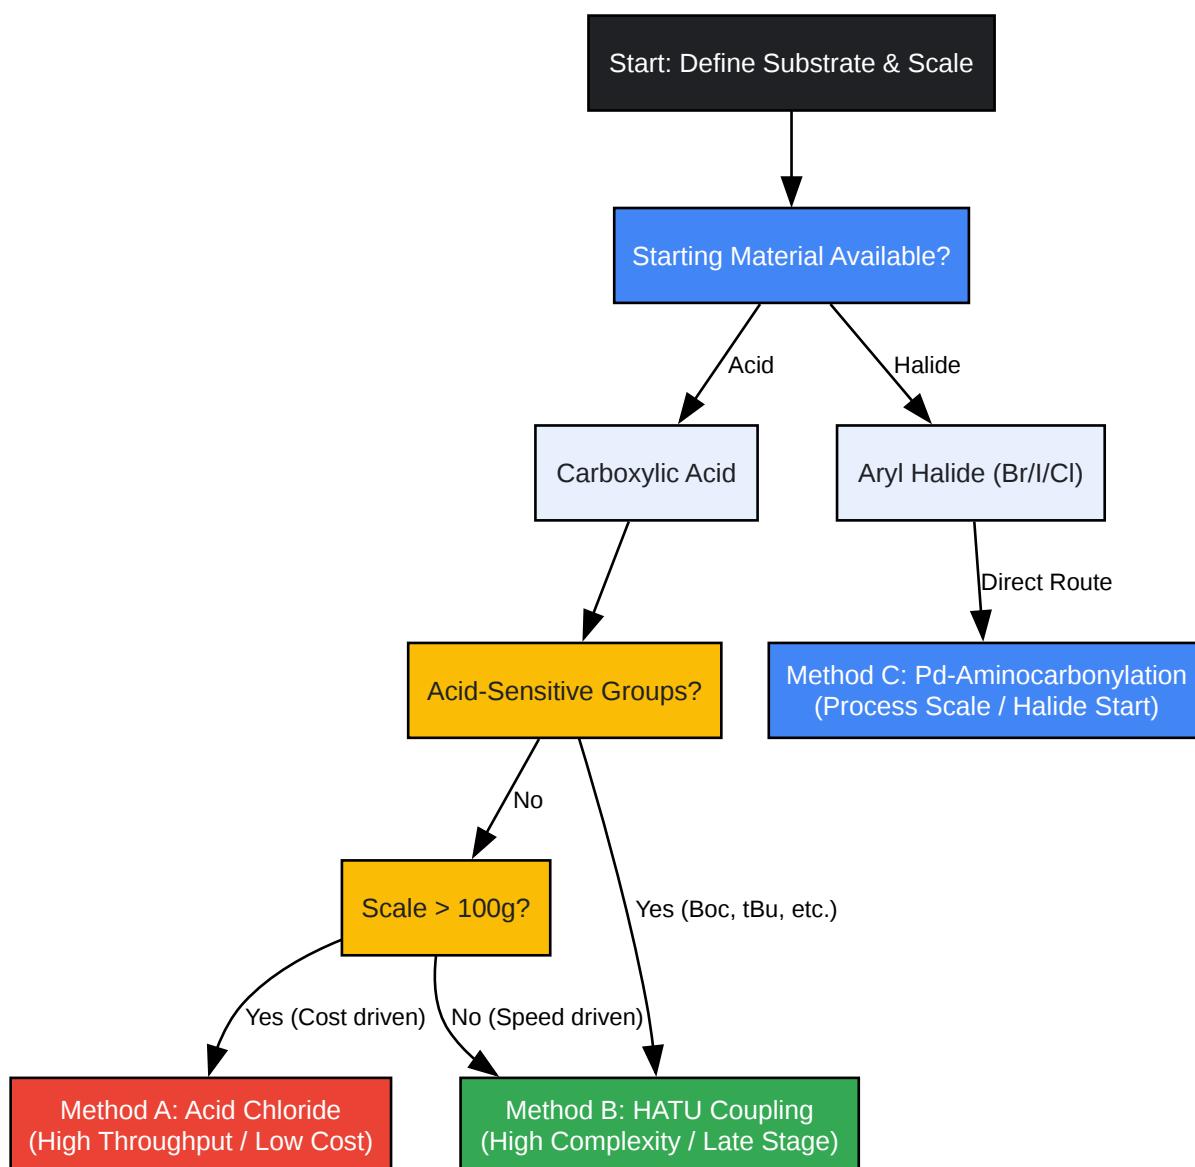 Start: Define Substrate & Scale
Starting Material Available?
Acid
Halide
Carboxylic Acid
Aryl Halide (Br/I/Cl)
Direct Route
Acid-Sensitive Groups?
Method C: Pd-Aminocarbonylation
(Process Scale / Halide Start)
No
Scale > 100g?
Yes (Boc, tBu, etc.)
Yes (Cost driven)
No (Speed driven)
Method A: Acid Chloride
(High Throughput / Low Cost)
Method B: HATU Coupling
(High Complexity / Late Stage)